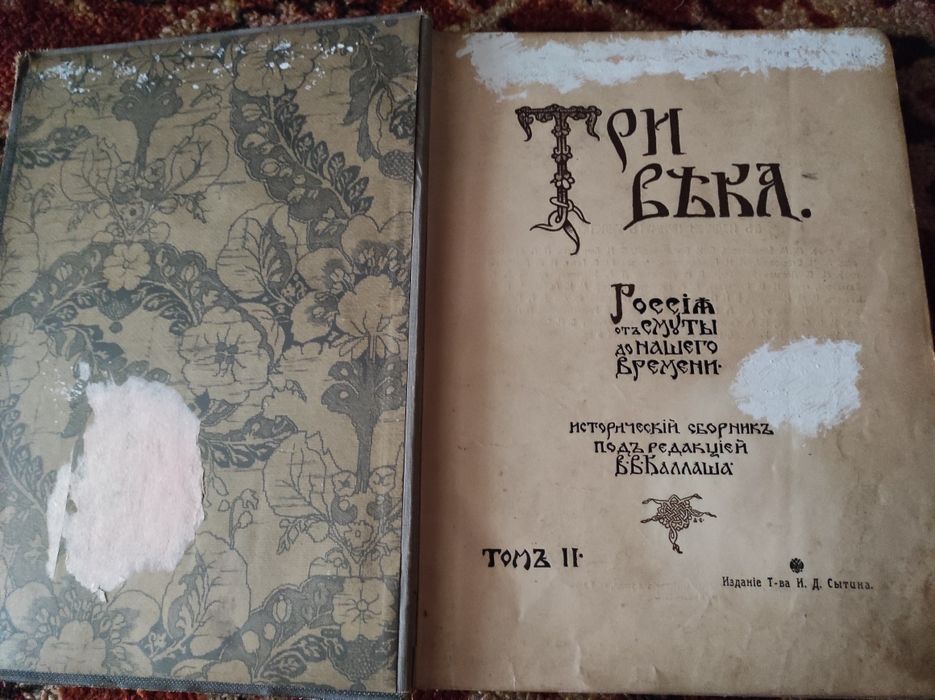 Три
вѣка.
Россія
отъ смуты
до нашего
времени.
историческій сборникъ
подъ редакціей
В. В. Каллаша.
Томъ II.
Изданіе Т-ва И. Д. Сытина.